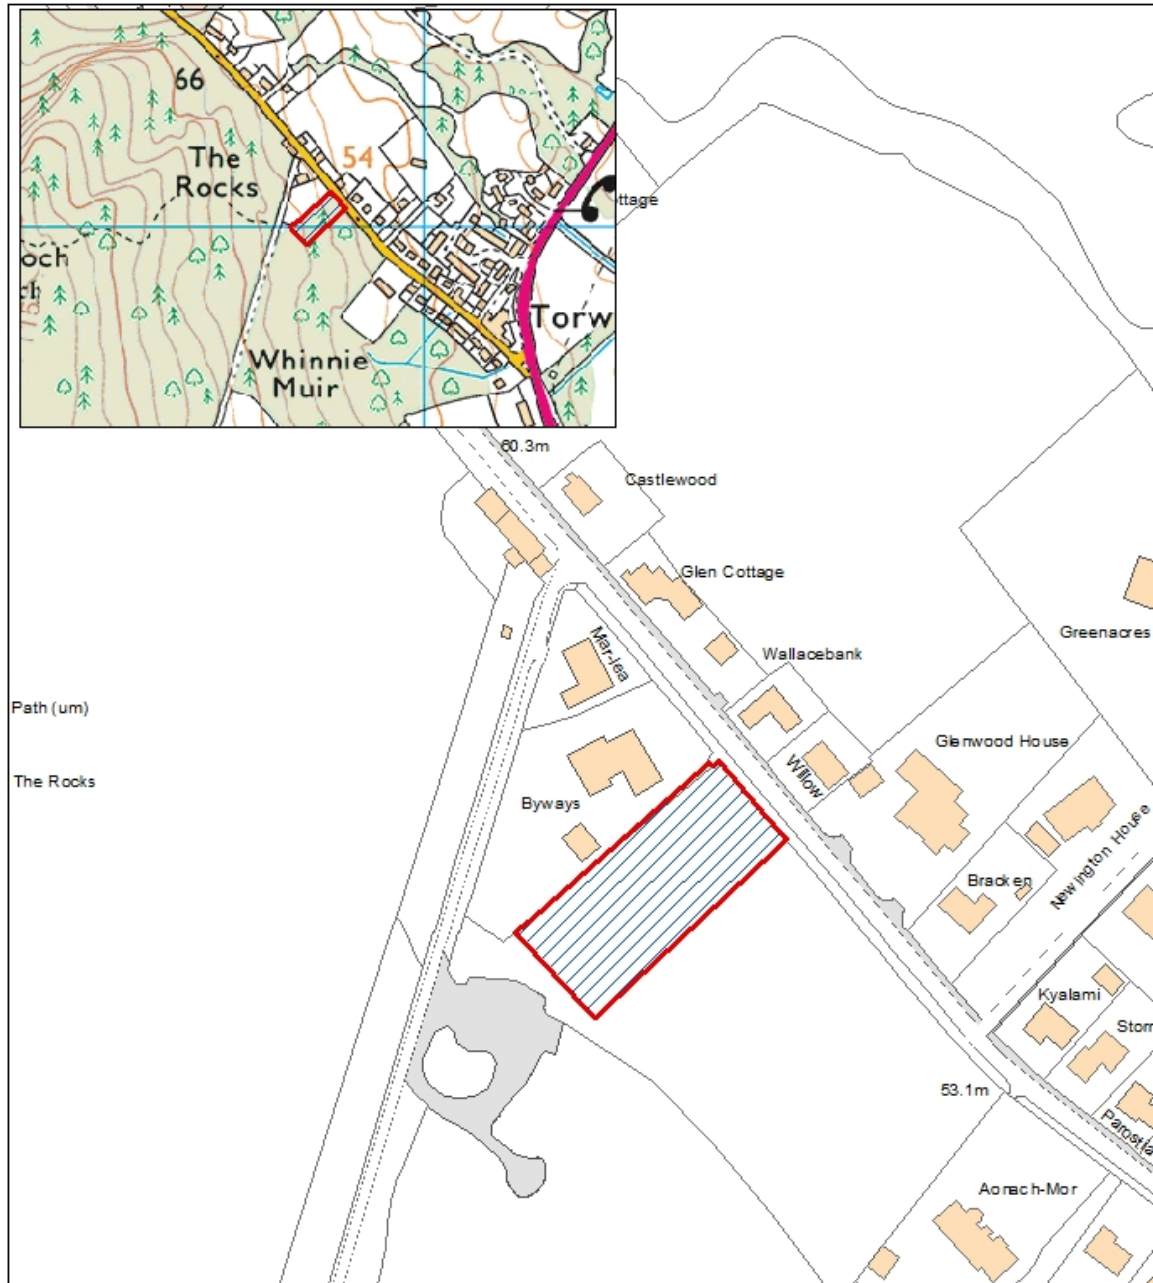 66
The
Rocks
54
och
ch
Torw
Whinnie
Muir
ttage
60.3m
Castlewood
Glen Cottage
Mar-lea
Wallacebank
Greenacres
Path (um)
The Rocks
Willow
Glenwood House
Byways
Newington House
Bracken
Kyalami
Storr
53.1m
Aonach-Mor